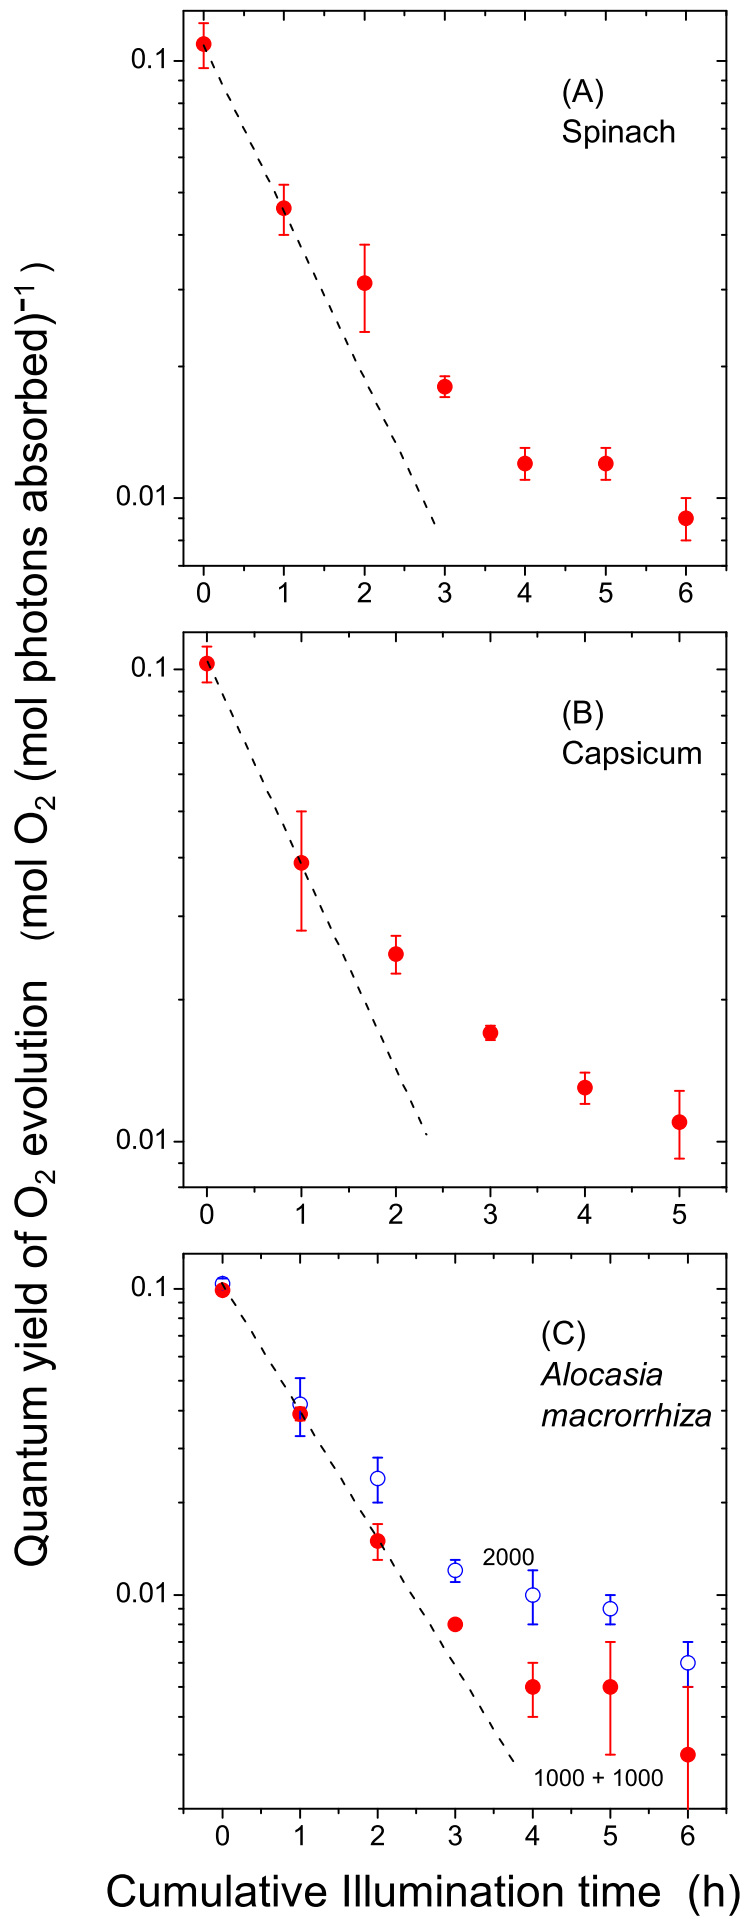 Quantum yield of O₂ evolution (mol O₂ (mol photons absorbed)⁻¹ )
0.1
0.01
(A)
Spinach
0 1 2 3 4 5 6
0.1
0.01
(B)
Capsicum
0 1 2 3 4 5
0.1
0.01
(C)
Alocasia
macrorrhiza
2000
1000 + 1000
0 1 2 3 4 5 6
Cumulative Illumination time (h)